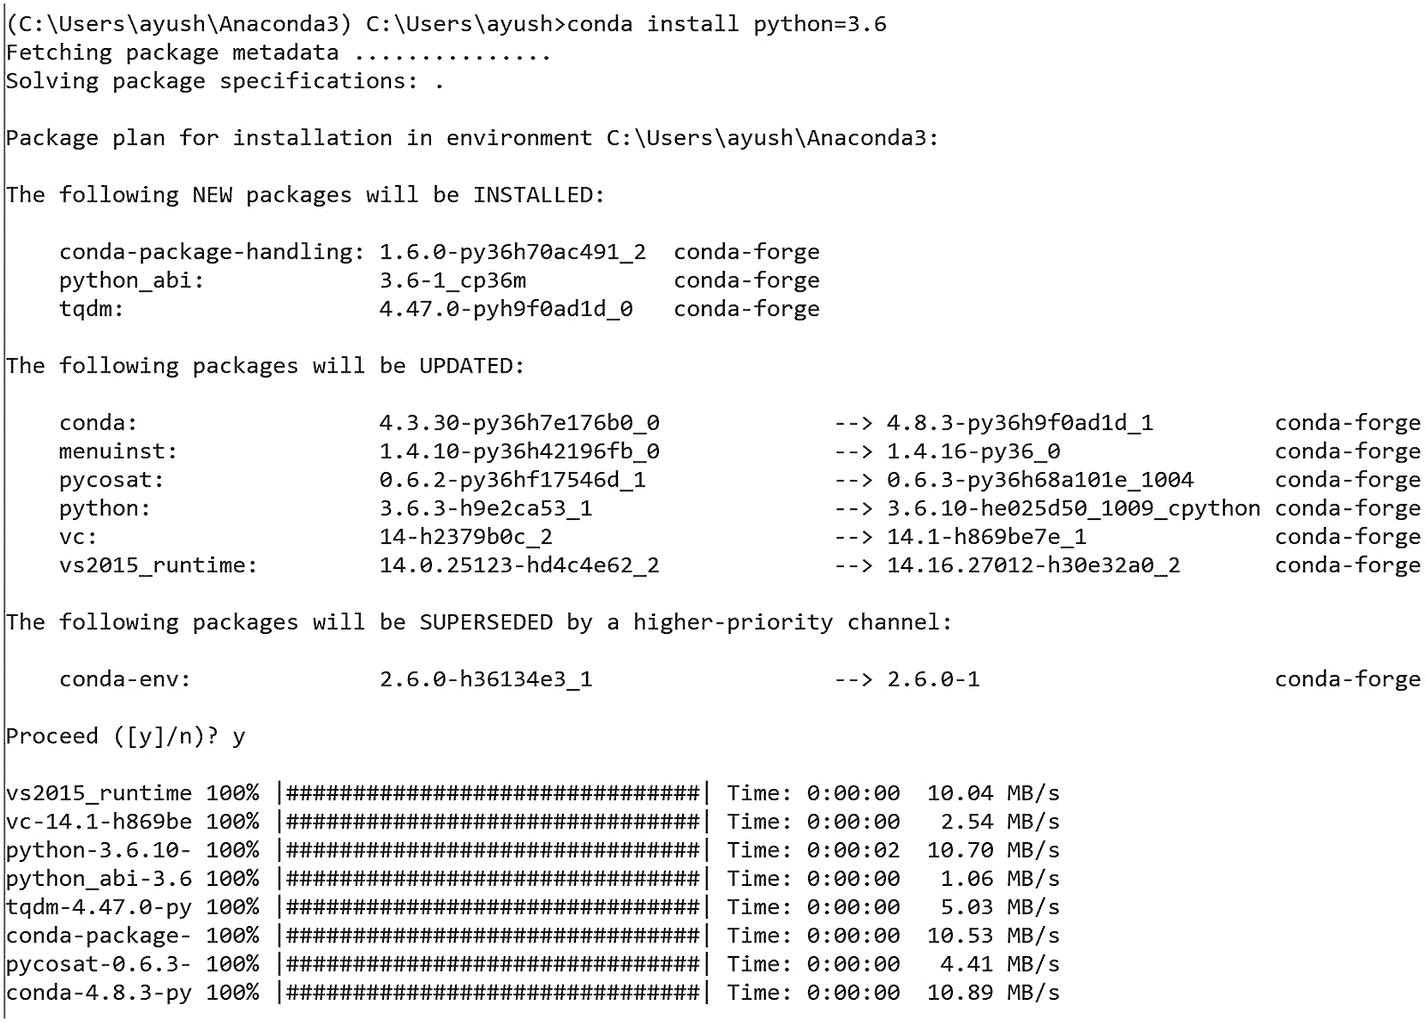 (C:\Users\ayush\Anaconda3) C:\Users\ayush>conda install python=3.6
Fetching package metadata ...............
Solving package specifications: .
Package plan for installation in environment C:\Users\ayush\Anaconda3:
The following NEW packages will be INSTALLED:
conda-package-handling: 1.6.0-py36h70ac491_2 conda-forge
python_abi: 3.6-1_cp36m conda-forge
tqdm: 4.47.0-pyh9f0ad1d_0 conda-forge
The following packages will be UPDATED:
conda: 4.3.30-py36h7e176b0_0 --> 4.8.3-py36h9f0ad1d_1 conda-forge
menuinst: 1.4.10-py36h42196fb_0 --> 1.4.16-py36_0 conda-forge
pycosat: 0.6.2-py36hf17546d_1 --> 0.6.3-py36h68a101e_1004 conda-forge
python: 3.6.3-h9e2ca53_1 --> 3.6.10-he025d50_1009_cpython conda-forge
vc: 14-h2379b0c_2 --> 14.1-h869be7e_1 conda-forge
vs2015_runtime: 14.0.25123-hd4c4e62_2 --> 14.16.27012-h30e32a0_2 conda-forge
The following packages will be SUPERSEDED by a higher-priority channel:
conda-env: 2.6.0-h36134e3_1 --> 2.6.0-1 conda-forge
Proceed ([y]/n)? y
vs2015_runtime 100% |###############################| Time: 0:00:00 10.04 MB/s
vc-14.1-h869be 100% |###############################| Time: 0:00:00 2.54 MB/s
python-3.6.10- 100% |###############################| Time: 0:00:02 10.70 MB/s
python_abi-3.6 100% |###############################| Time: 0:00:00 1.06 MB/s
tqdm-4.47.0-py 100% |###############################| Time: 0:00:00 5.03 MB/s
conda-package- 100% |###############################| Time: 0:00:00 10.53 MB/s
pycosat-0.6.3- 100% |###############################| Time: 0:00:00 4.41 MB/s
conda-4.8.3-py 100% |###############################| Time: 0:00:00 10.89 MB/s